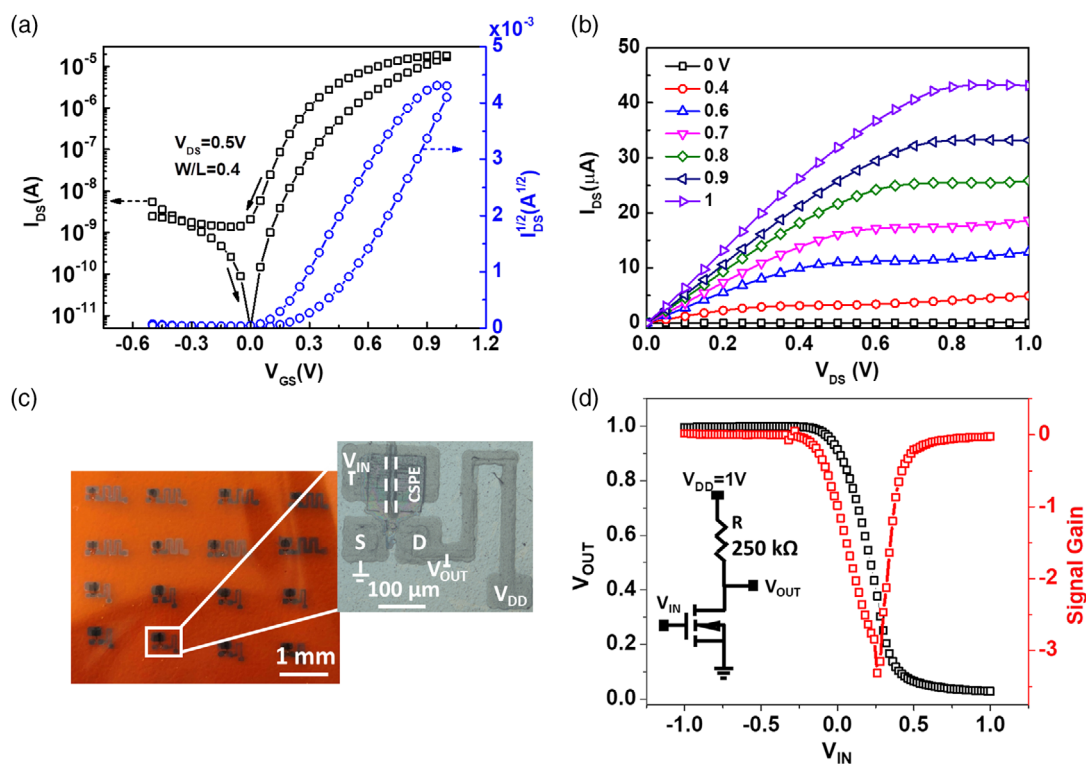 (a)
x10⁻³
10⁻⁵
10⁻⁶
10⁻⁷
10⁻⁸
10⁻⁹
10⁻¹⁰
10⁻¹¹
I_DS(A)
V_DS=0.5V
W/L=0.4
5
4
3
2
1
0
I_DS^1/2(A^1/2)
-0.6 -0.3 0.0 0.3 0.6 0.9 1.2
V_GS(V)
(b)
50
40
30
20
10
0
I_DS(μA)
0 V
0.4
0.6
0.7
0.8
0.9
1
0.0 0.2 0.4 0.6 0.8 1.0
V_DS (V)
(c)
1 mm
V_IN
CSPE
S D
V_OUT
V_DD
100 μm
(d)
1.0
0.8
0.6
0.4
0.2
0.0
V_OUT
V_DD=1V
R
250 kΩ
V_OUT
V_IN
0
-1
-2
-3
Signal Gain
-1.0 -0.5 0.0 0.5 1.0
V_IN